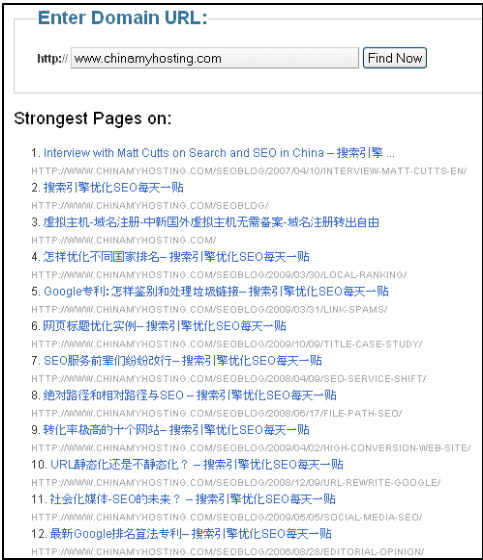 Enter Domain URL:
http:// www.chinamyhosting.com Find Now
Strongest Pages on:
1. Interview with Matt Cutts on Search and SEO in China – 搜索引擎 ...
HTTP://WWW.CHINAMYHOSTING.COM/SEOBLOG/2007/04/10/INTERVIEW-MATT-CUTTS-EN/
2. 搜索引擎优化SEO每天一贴
HTTP://WWW.CHINAMYHOSTING.COM/SEOBLOG/
3. 虚拟主机-域名注册-中新国外虚拟主机无需备案-域名注册转出自由
HTTP://WWW.CHINAMYHOSTING.COM/
4. 怎样优化不同国家排名– 搜索引擎优化SEO每天一贴
HTTP://WWW.CHINAMYHOSTING.COM/SEOBLOG/2009/03/30/LOCAL-RANKING/
5. Google专利: 怎样鉴别和处理垃圾链接– 搜索引擎优化SEO每天一贴
HTTP://WWW.CHINAMYHOSTING.COM/SEOBLOG/2009/03/31/LINK-SPAMS/
6. 网页标题优化实例– 搜索引擎优化SEO每天一贴
HTTP://WWW.CHINAMYHOSTING.COM/SEOBLOG/2009/10/09/TITLE-CASE-STUDY/
7. SEO服务前辈们纷纷改行– 搜索引擎优化SEO每天一贴
HTTP://WWW.CHINAMYHOSTING.COM/SEOBLOG/2008/04/09/SEO-SERVICE-SHIFT/
8. 绝对路径和相对路径与SEO – 搜索引擎优化SEO每天一贴
HTTP://WWW.CHINAMYHOSTING.COM/SEOBLOG/2008/06/17/FILE-PATH-SEO/
9. 转化率极高的十个网站– 搜索引擎优化SEO每天一贴
HTTP://WWW.CHINAMYHOSTING.COM/SEOBLOG/2009/04/02/HIGH-CONVERSION-WEB-SITE/
10. URL静态化还是不静态化？ – 搜索引擎优化SEO每天一贴
HTTP://WWW.CHINAMYHOSTING.COM/SEOBLOG/2008/12/09/URL-REWRITE-GOOGLE/
11. 社会化媒体-SEO的未来？ – 搜索引擎优化SEO每天一贴
HTTP://WWW.CHINAMYHOSTING.COM/SEOBLOG/2009/05/05/SOCIAL-MEDIA-SEO/
12. 最新Google排名算法专利– 搜索引擎优化SEO每天一贴
HTTP://WWW.CHINAMYHOSTING.COM/SEOBLOG/2006/08/28/EDITORIAL-OPINION/